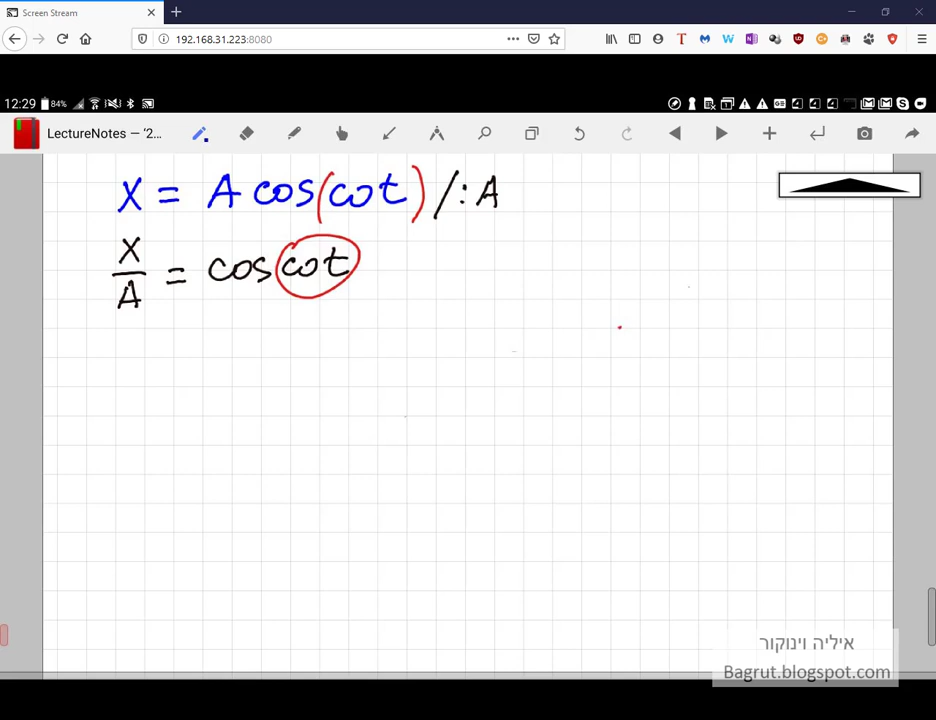 Screen Stream
192.168.31.223:8080
12:29 84%
LectureNotes — ‘2...
X = A cos(ωt) /:A
X/A = cos ωt
איליה וינוקור
Bagrut.blogspot.com